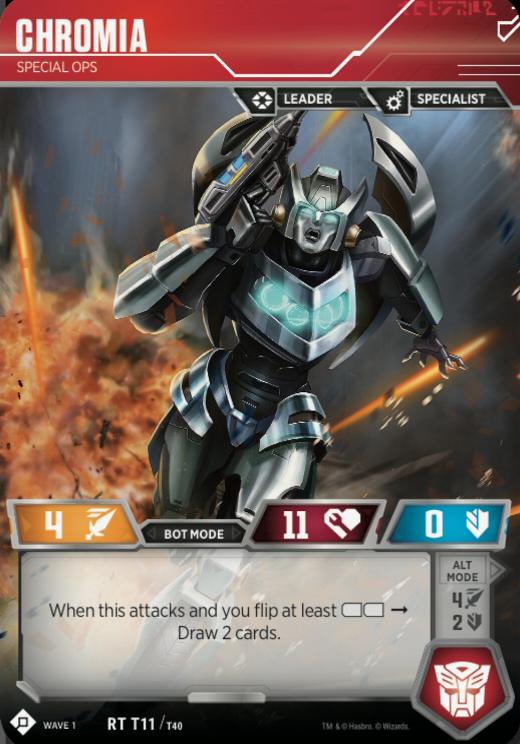 CHROMIA
SPECIAL OPS
LEADER
SPECIALIST
4
BOT MODE
11
0
ALT
MODE
4
2
When this attacks and you flip at least →
Draw 2 cards.
WAVE 1
RT T11/T40
TM & © Hasbro. © Wizards.